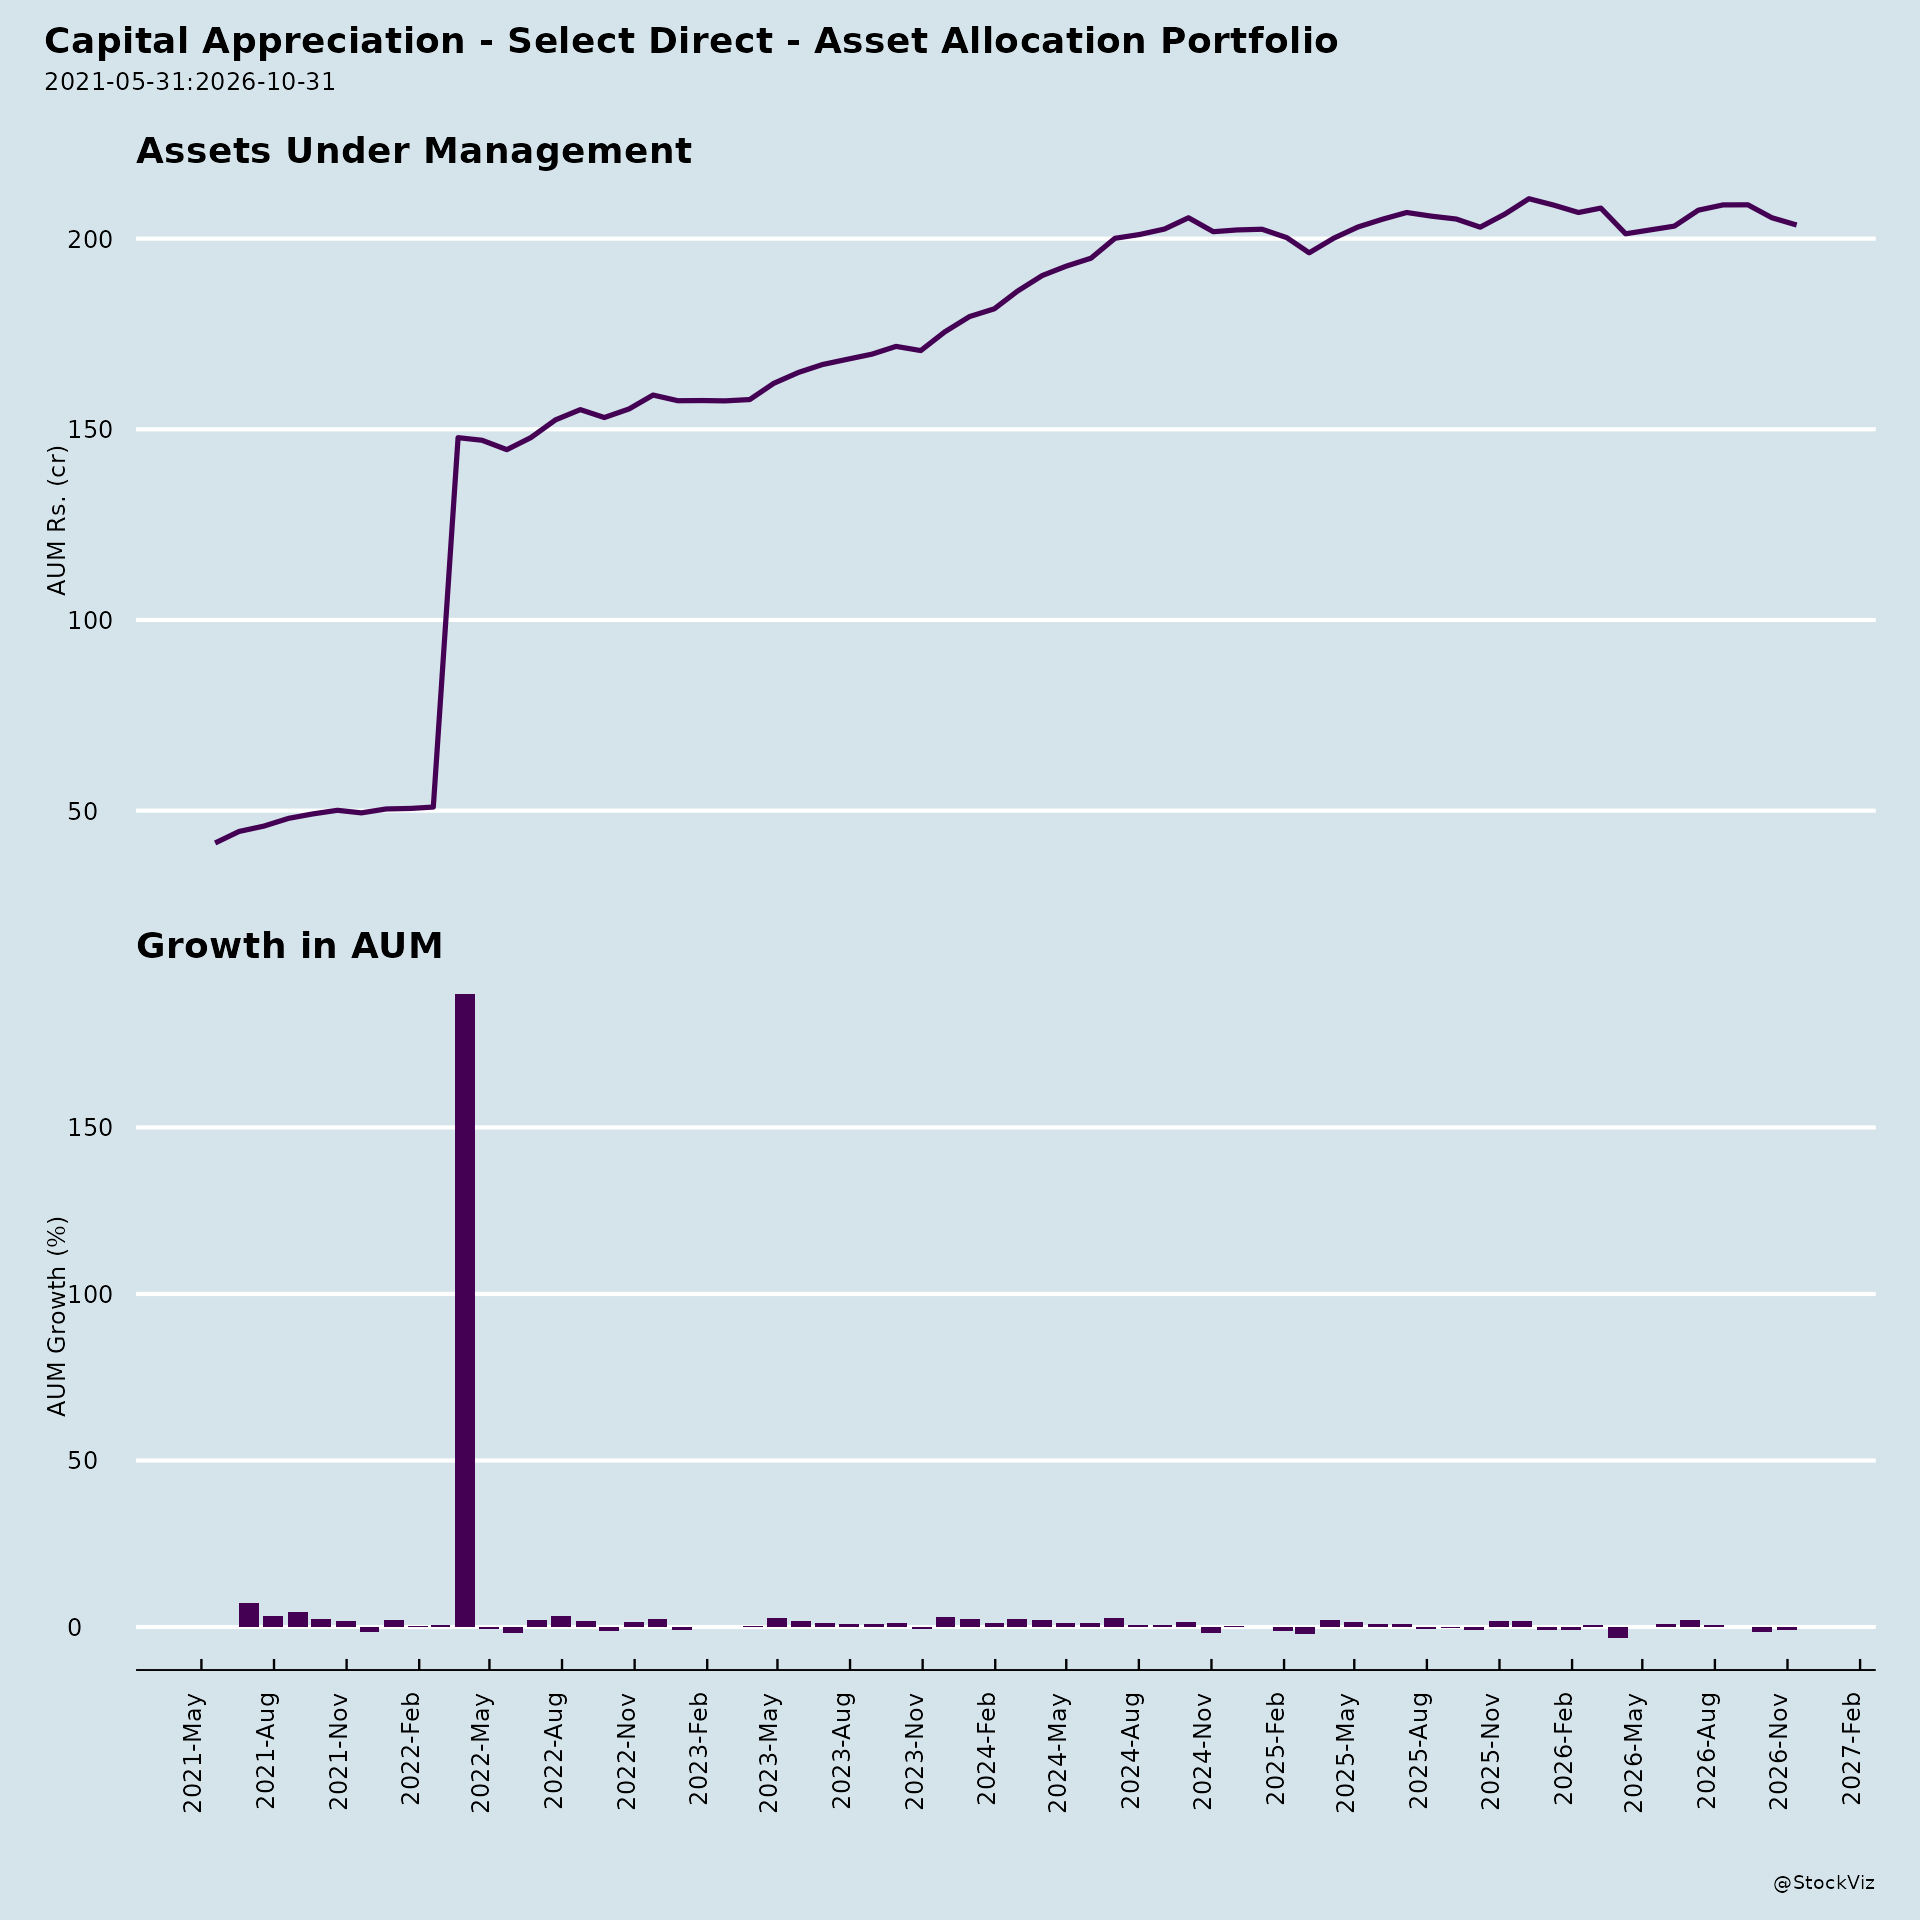 Capital Appreciation - Select Direct - Asset Allocation Portfolio
2021-05-31:2026-10-31
Assets Under Management
AUM Rs. (cr)
200
150
100
50
Growth in AUM
AUM Growth (%)
150
100
50
0
2021-May
2021-Aug
2021-Nov
2022-Feb
2022-May
2022-Aug
2022-Nov
2023-Feb
2023-May
2023-Aug
2023-Nov
2024-Feb
2024-May
2024-Aug
2024-Nov
2025-Feb
2025-May
2025-Aug
2025-Nov
2026-Feb
2026-May
2026-Aug
2026-Nov
2027-Feb
@StockViz